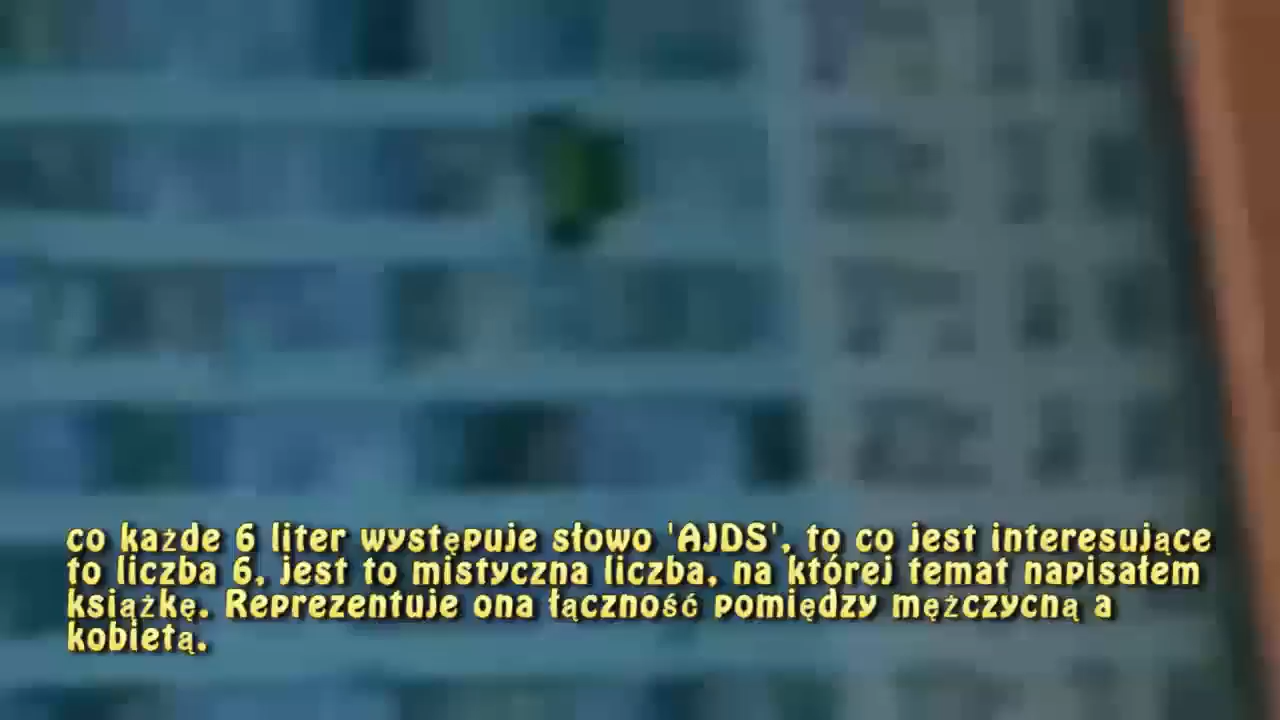 co każde 6 liter występuje słowo 'AJDS', to co jest interesujące
to liczba 6, jest to mistyczna liczba, na której temat napisałem
książkę. Reprezentuje ona łączność pomiędzy mężczychą a
kobietą.